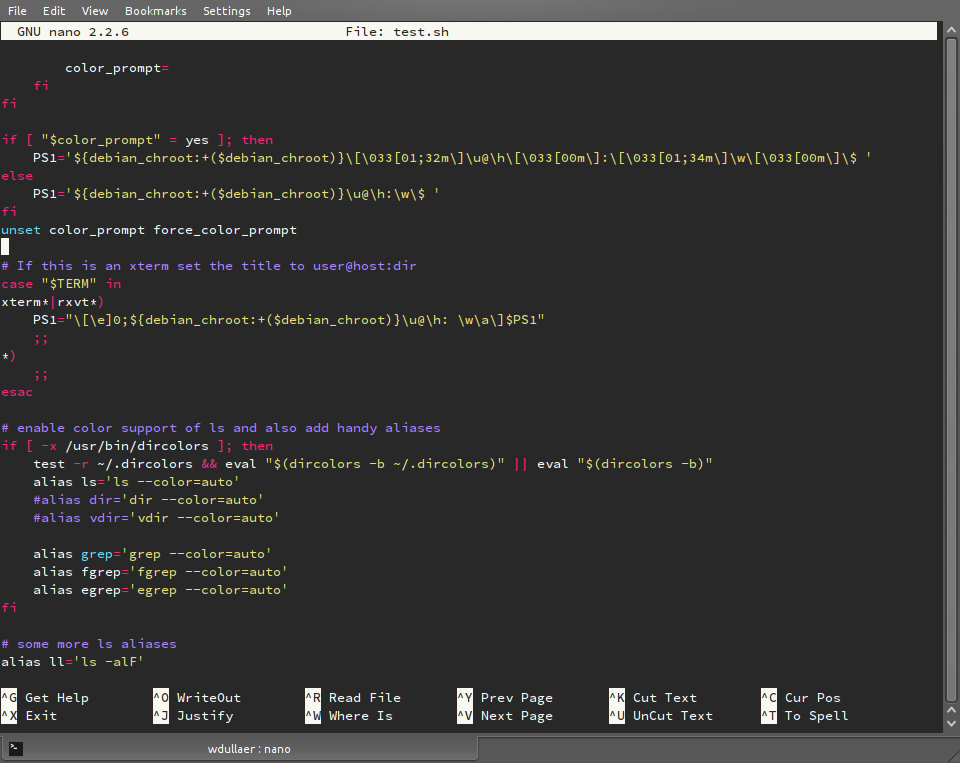 File Edit View Bookmarks Settings Help
GNU nano 2.2.6 File: test.sh
color_prompt=
fi
fi
if [ "$color_prompt" = yes ]; then
PS1='${debian_chroot:+($debian_chroot)}\[\033[01;32m\]\u@\h\[\033[00m\]:\[\033[01;34m\]\w\[\033[00m\]\$ '
else
PS1='${debian_chroot:+($debian_chroot)}\u@\h:\w\$ '
fi
unset color_prompt force_color_prompt
# If this is an xterm set the title to user@host:dir
case "$TERM" in
xterm*|rxvt*)
PS1="\[\e]0;${debian_chroot:+($debian_chroot)}\u@\h: \w\a\]$PS1"
;;
*)
;;
esac
# enable color support of ls and also add handy aliases
if [ -x /usr/bin/dircolors ]; then
test -r ~/.dircolors && eval "$(dircolors -b ~/.dircolors)" || eval "$(dircolors -b)"
alias ls='ls --color=auto'
#alias dir='dir --color=auto'
#alias vdir='vdir --color=auto'
alias grep='grep --color=auto'
alias fgrep='fgrep --color=auto'
alias egrep='egrep --color=auto'
fi
# some more ls aliases
alias ll='ls -alF'
^G Get Help ^O WriteOut ^R Read File ^Y Prev Page ^K Cut Text ^C Cur Pos
^X Exit ^J Justify ^W Where Is ^V Next Page ^U UnCut Text ^T To Spell
wdullaer : nano